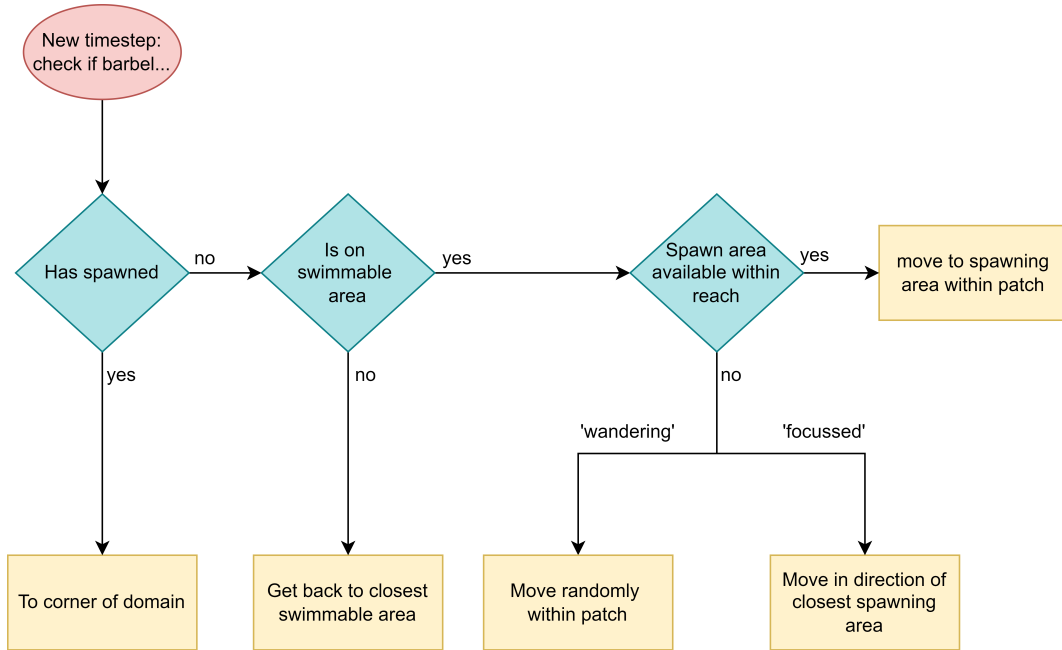 New timestep:
check if barbel...
Has spawned
no
Is on
swimmable
area
yes
Spawn area
available within
reach
yes
move to spawning
area within patch
yes
no
no
'wandering'
'focussed'
To corner of domain
Get back to closest
swimmable area
Move randomly
within patch
Move in direction of
closest spawning
area